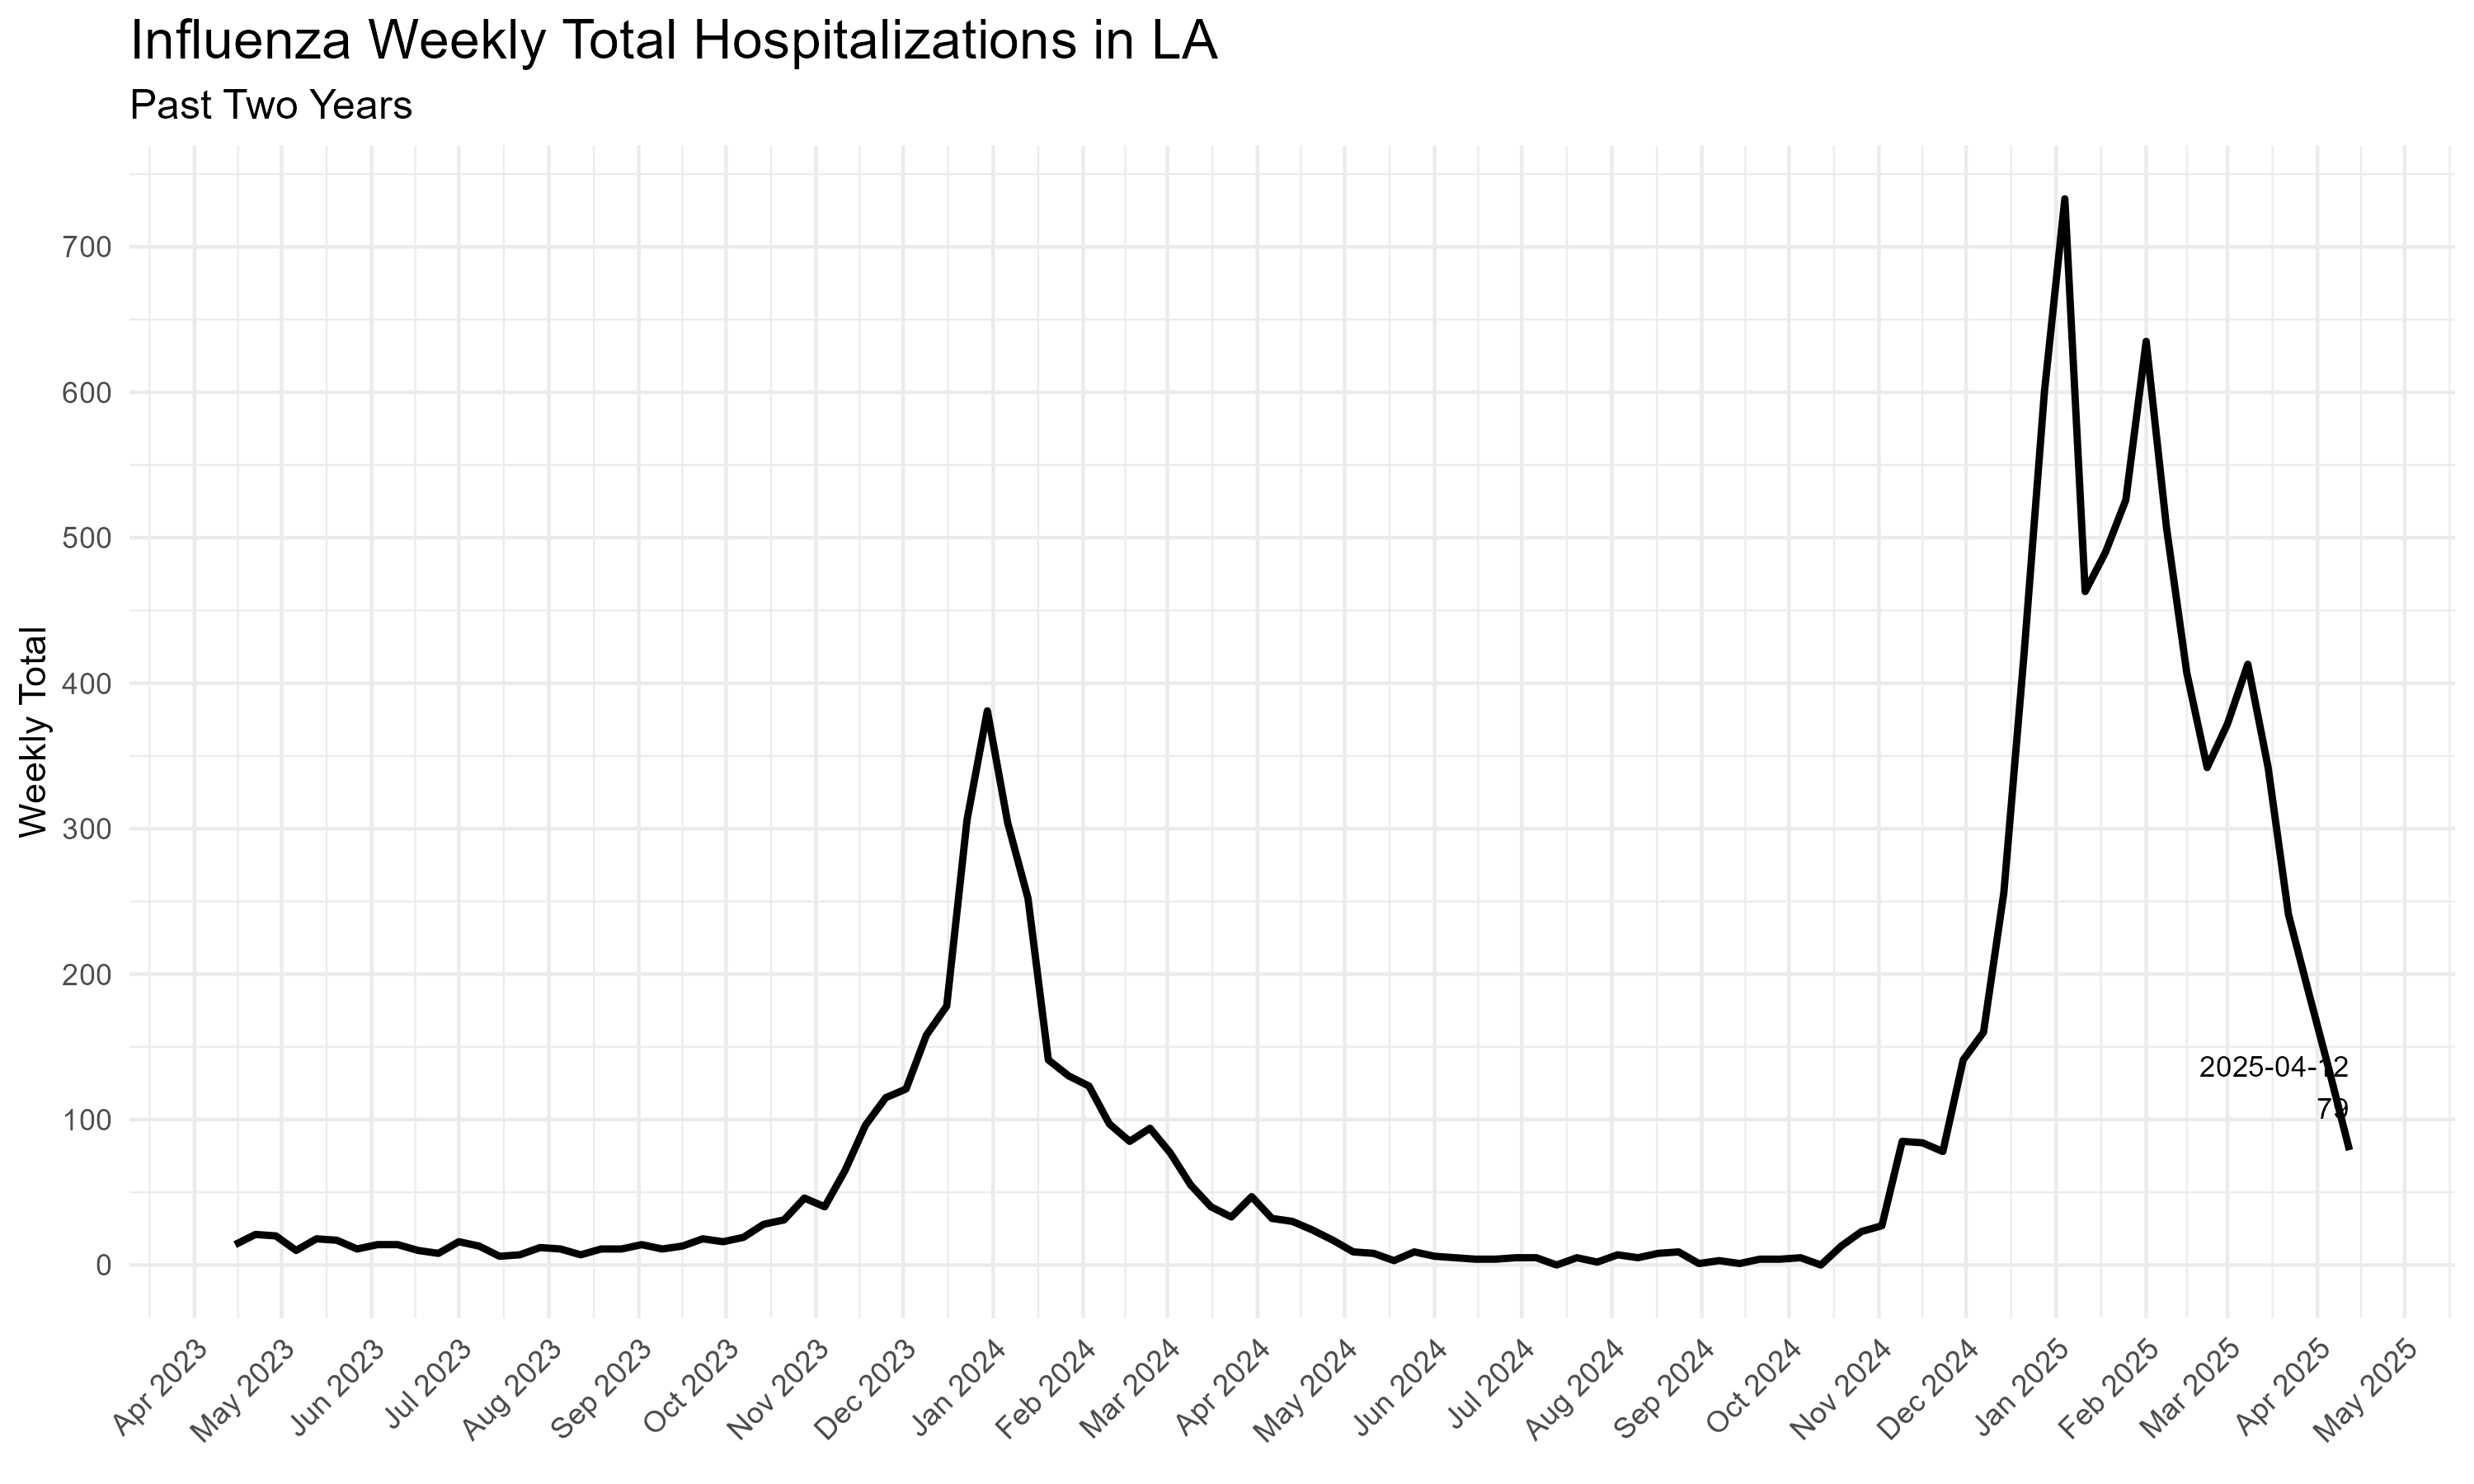 Influenza Weekly Total Hospitalizations in LA
Past Two Years
Weekly Total
700
600
500
400
300
200
100
0
2025-04-12
79
Apr 2023
May 2023
Jun 2023
Jul 2023
Aug 2023
Sep 2023
Oct 2023
Nov 2023
Dec 2023
Jan 2024
Feb 2024
Mar 2024
Apr 2024
May 2024
Jun 2024
Jul 2024
Aug 2024
Sep 2024
Oct 2024
Nov 2024
Dec 2024
Jan 2025
Feb 2025
Mar 2025
Apr 2025
May 2025